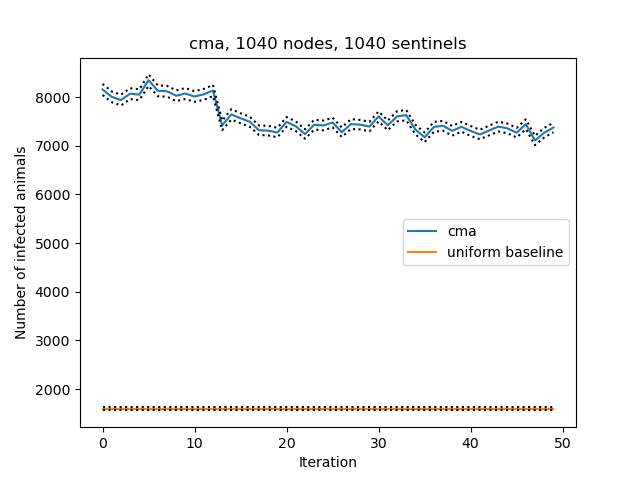 cma, 1040 nodes, 1040 sentinels
Number of infected animals
8000
7000
6000
5000
4000
3000
2000
cma
uniform baseline
0 10 20 30 40 50
Iteration